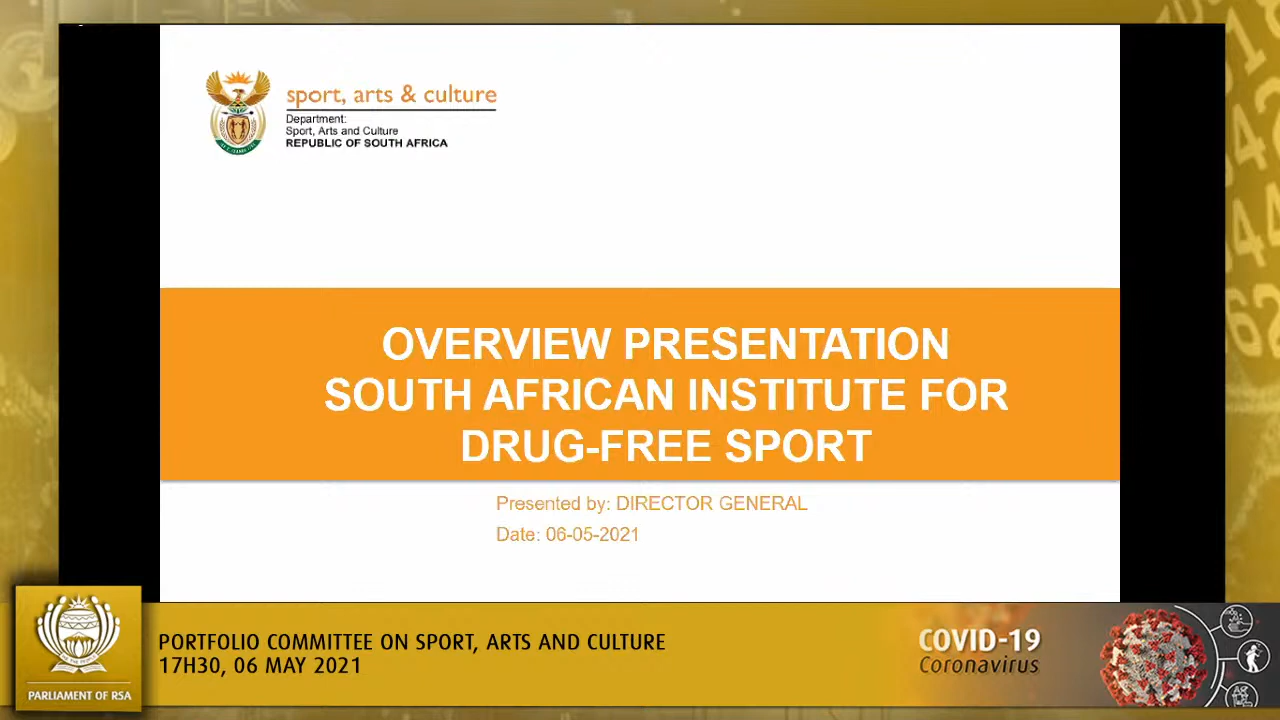 sport, arts & culture
Department:
Sport, Arts and Culture
REPUBLIC OF SOUTH AFRICA
OVERVIEW PRESENTATION
SOUTH AFRICAN INSTITUTE FOR
DRUG-FREE SPORT
Presented by: DIRECTOR GENERAL
Date: 06-05-2021
PORTFOLIO COMMITTEE ON SPORT, ARTS AND CULTURE
17H30, 06 MAY 2021
PARLIAMENT OF RSA
COVID-19
Coronavirus